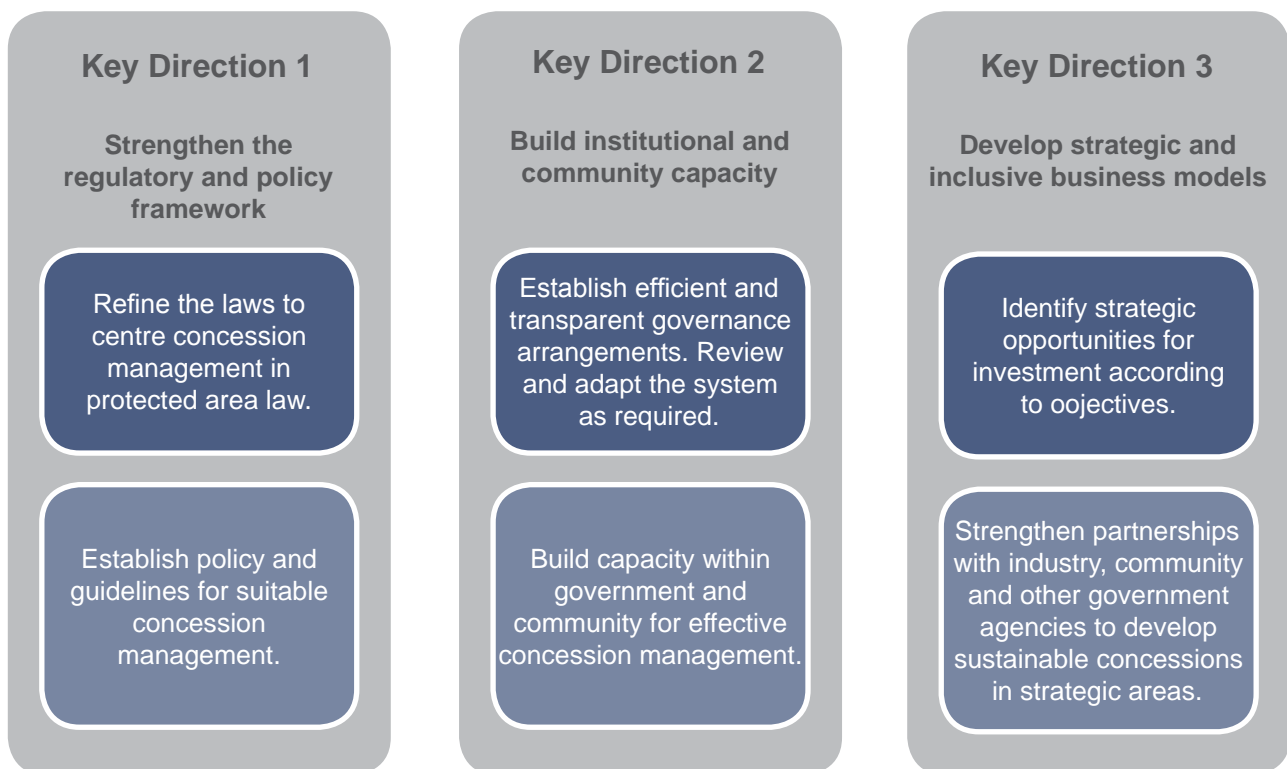 Key Direction 1
Strengthen the
regulatory and policy
framework
Refine the laws to
centre concession
management in
protected area law.
Establish policy and
guidelines for suitable
concession
management.
Key Direction 2
Build institutional and
community capacity
Establish efficient and
transparent governance
arrangements. Review
and adapt the system
as required.
Build capacity within
government and
community for effective
concession management.
Key Direction 3
Develop strategic and
inclusive business models
Identify strategic
opportunities for
investment according
to oojectives.
Strengthen partnerships
with industry, community
and other government
agencies to develop
sustainable concessions
in strategic areas.